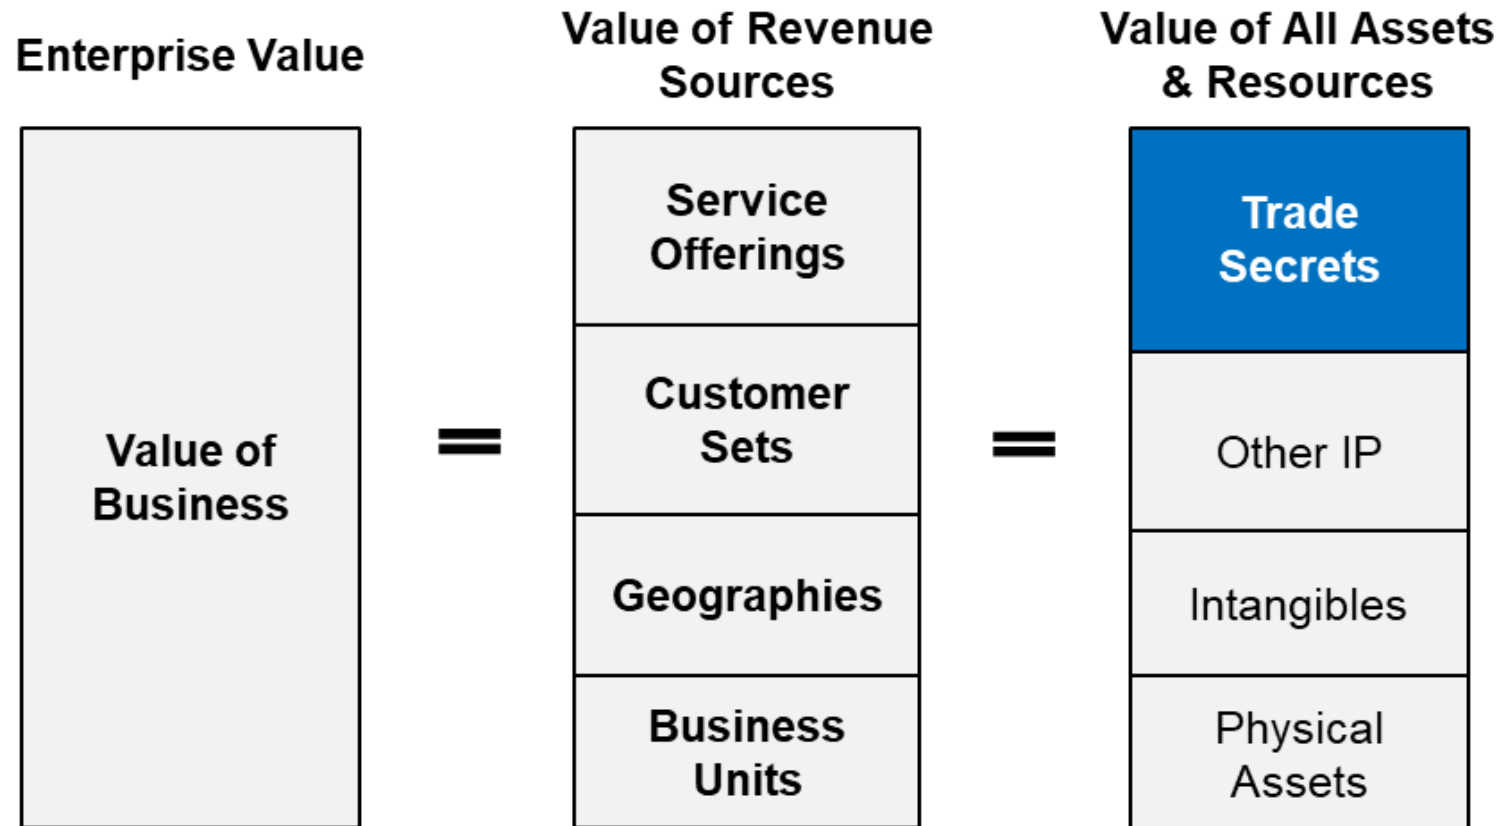 Enterprise Value
Value of Revenue
Sources
Value of All Assets
& Resources
Value of
Business
=
Service
Offerings
Customer
Sets
Geographies
Business
Units
=
Trade
Secrets
Other IP
Intangibles
Physical
Assets